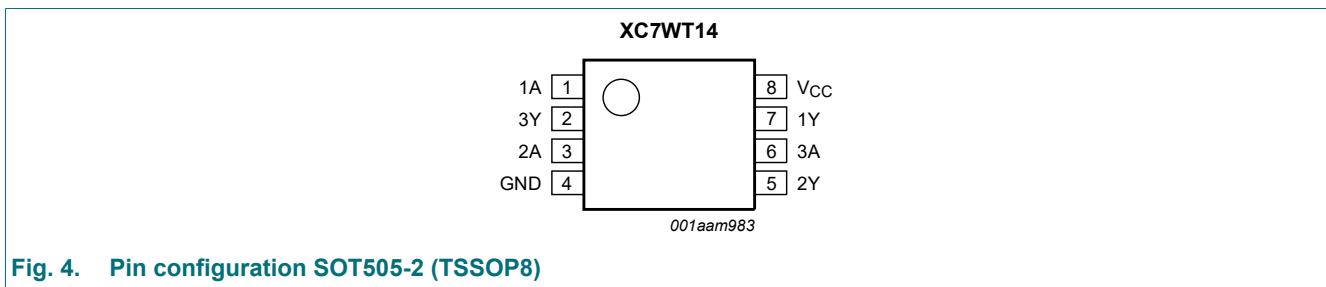 XC7WT14
1A 1 8 VCC
3Y 2 7 1Y
2A 3 6 3A
GND 4 5 2Y
001aam983
Fig. 4. Pin configuration SOT505-2 (TSSOP8)